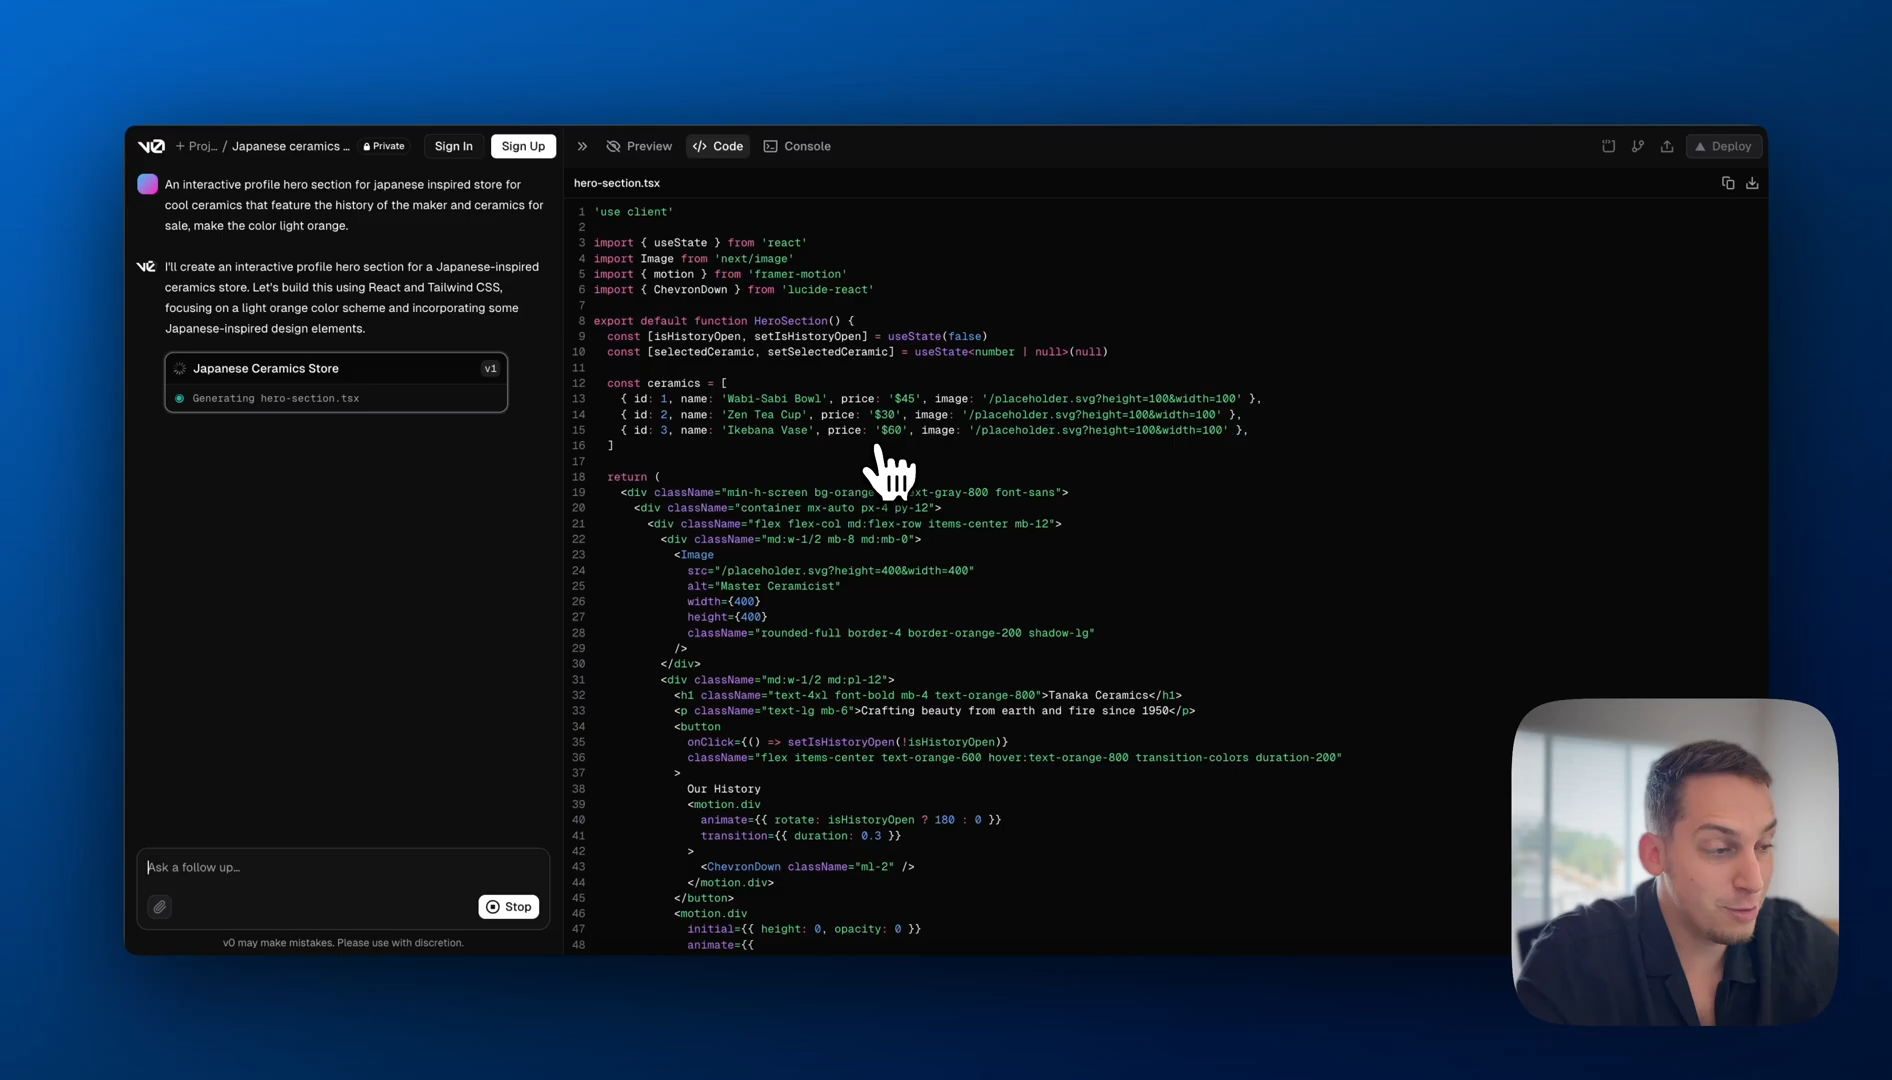 v0 + Proj... / Japanese ceramics ... Private Sign In Sign Up
An interactive profile hero section for japanese inspired store for
cool ceramics that feature the history of the maker and ceramics for
sale, make the color light orange.
v0 I'll create an interactive profile hero section for a Japanese-inspired
ceramics store. Let's build this using React and Tailwind CSS,
focusing on a light orange color scheme and incorporating some
Japanese-inspired design elements.
Japanese Ceramics Store v1
Generating hero-section.tsx
Ask a follow up...
Stop
v0 may make mistakes. Please use with discretion.
Preview </> Code Console Deploy
hero-section.tsx
1 'use client'
2
3 import { useState } from 'react'
4 import Image from 'next/image'
5 import { motion } from 'framer-motion'
6 import { ChevronDown } from 'lucide-react'
7
8 export default function HeroSection() {
9 const [isHistoryOpen, setIsHistoryOpen] = useState(false)
10 const [selectedCeramic, setSelectedCeramic] = useState<number | null>(null)
11
12 const ceramics = [
13 { id: 1, name: 'Wabi-Sabi Bowl', price: '$45', image: '/placeholder.svg?height=100&width=100' },
14 { id: 2, name: 'Zen Tea Cup', price: '$30', image: '/placeholder.svg?height=100&width=100' },
15 { id: 3, name: 'Ikebana Vase', price: '$60', image: '/placeholder.svg?height=100&width=100' },
16 ]
17
18 return (
19 <div className="min-h-screen bg-orange text-gray-800 font-sans">
20 <div className="container mx-auto px-4 py-12">
21 <div className="flex flex-col md:flex-row items-center mb-12">
22 <div className="md:w-1/2 mb-8 md:mb-0">
23 <Image
24 src="/placeholder.svg?height=400&width=400"
25 alt="Master Ceramicist"
26 width={400}
27 height={400}
28 className="rounded-full border-4 border-orange-200 shadow-lg"
29 />
30 </div>
31 <div className="md:w-1/2 md:pl-12">
32 <h1 className="text-4xl font-bold mb-4 text-orange-800">Tanaka Ceramics</h1>
33 <p className="text-lg mb-6">Crafting beauty from earth and fire since 1950</p>
34 <button
35 onClick={() => setIsHistoryOpen(!isHistoryOpen)}
36 className="flex items-center text-orange-600 hover:text-orange-800 transition-colors duration-200"
37 >
38 Our History
39 <motion.div
40 animate={{ rotate: isHistoryOpen ? 180 : 0 }}
41 transition={{ duration: 0.3 }}
42 >
43 <ChevronDown className="ml-2" />
44 </motion.div>
45 </button>
46 <motion.div
47 initial={{ height: 0, opacity: 0 }}
48 animate={{